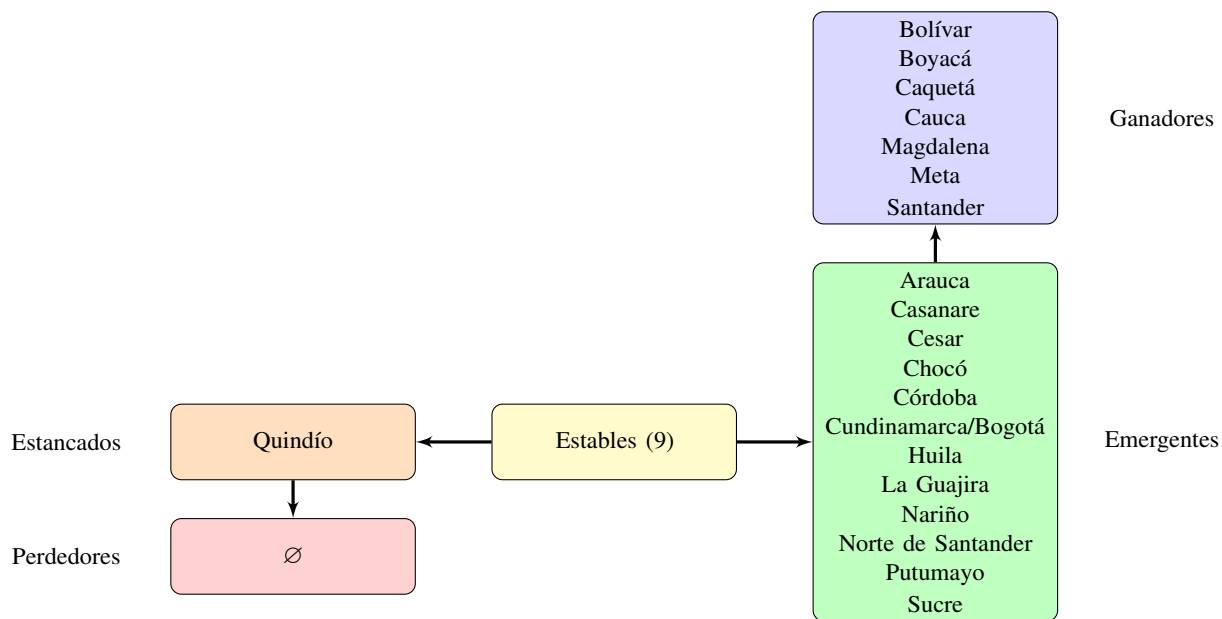 Bolívar
Boyacá
Caquetá
Cauca
Magdalena
Meta
Santander
Ganadores
Arauca
Casanare
Cesar
Chocó
Córdoba
Cundinamarca/Bogotá
Huila
La Guajira
Nariño
Norte de Santander
Putumayo
Sucre
Emergentes
Estables (9)
Estancados
Quindío
Perdedores
∅